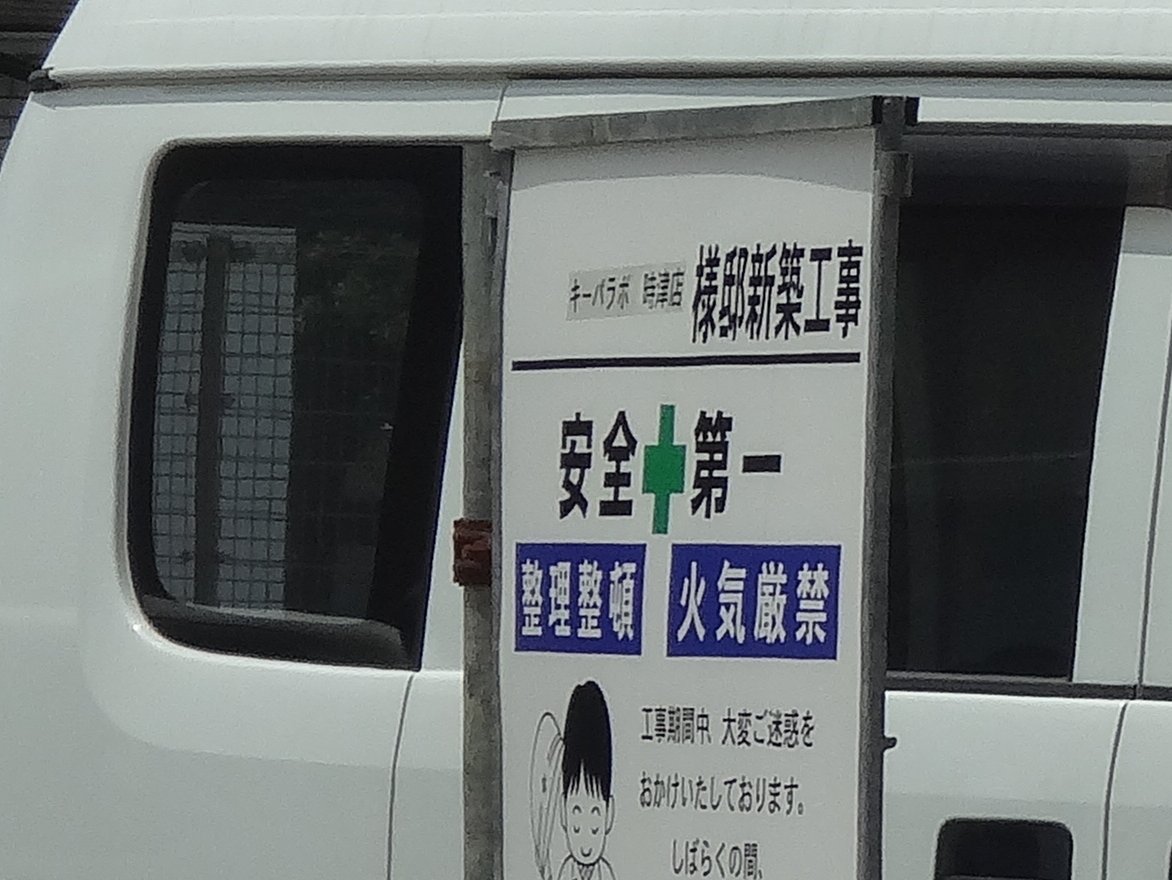 キーパラボ 時津店 様邸新築工事
安全 第一
整理整頓 火気厳禁
工事期間中、大変ご迷惑を
おかけいたしております。
しばらくの間、